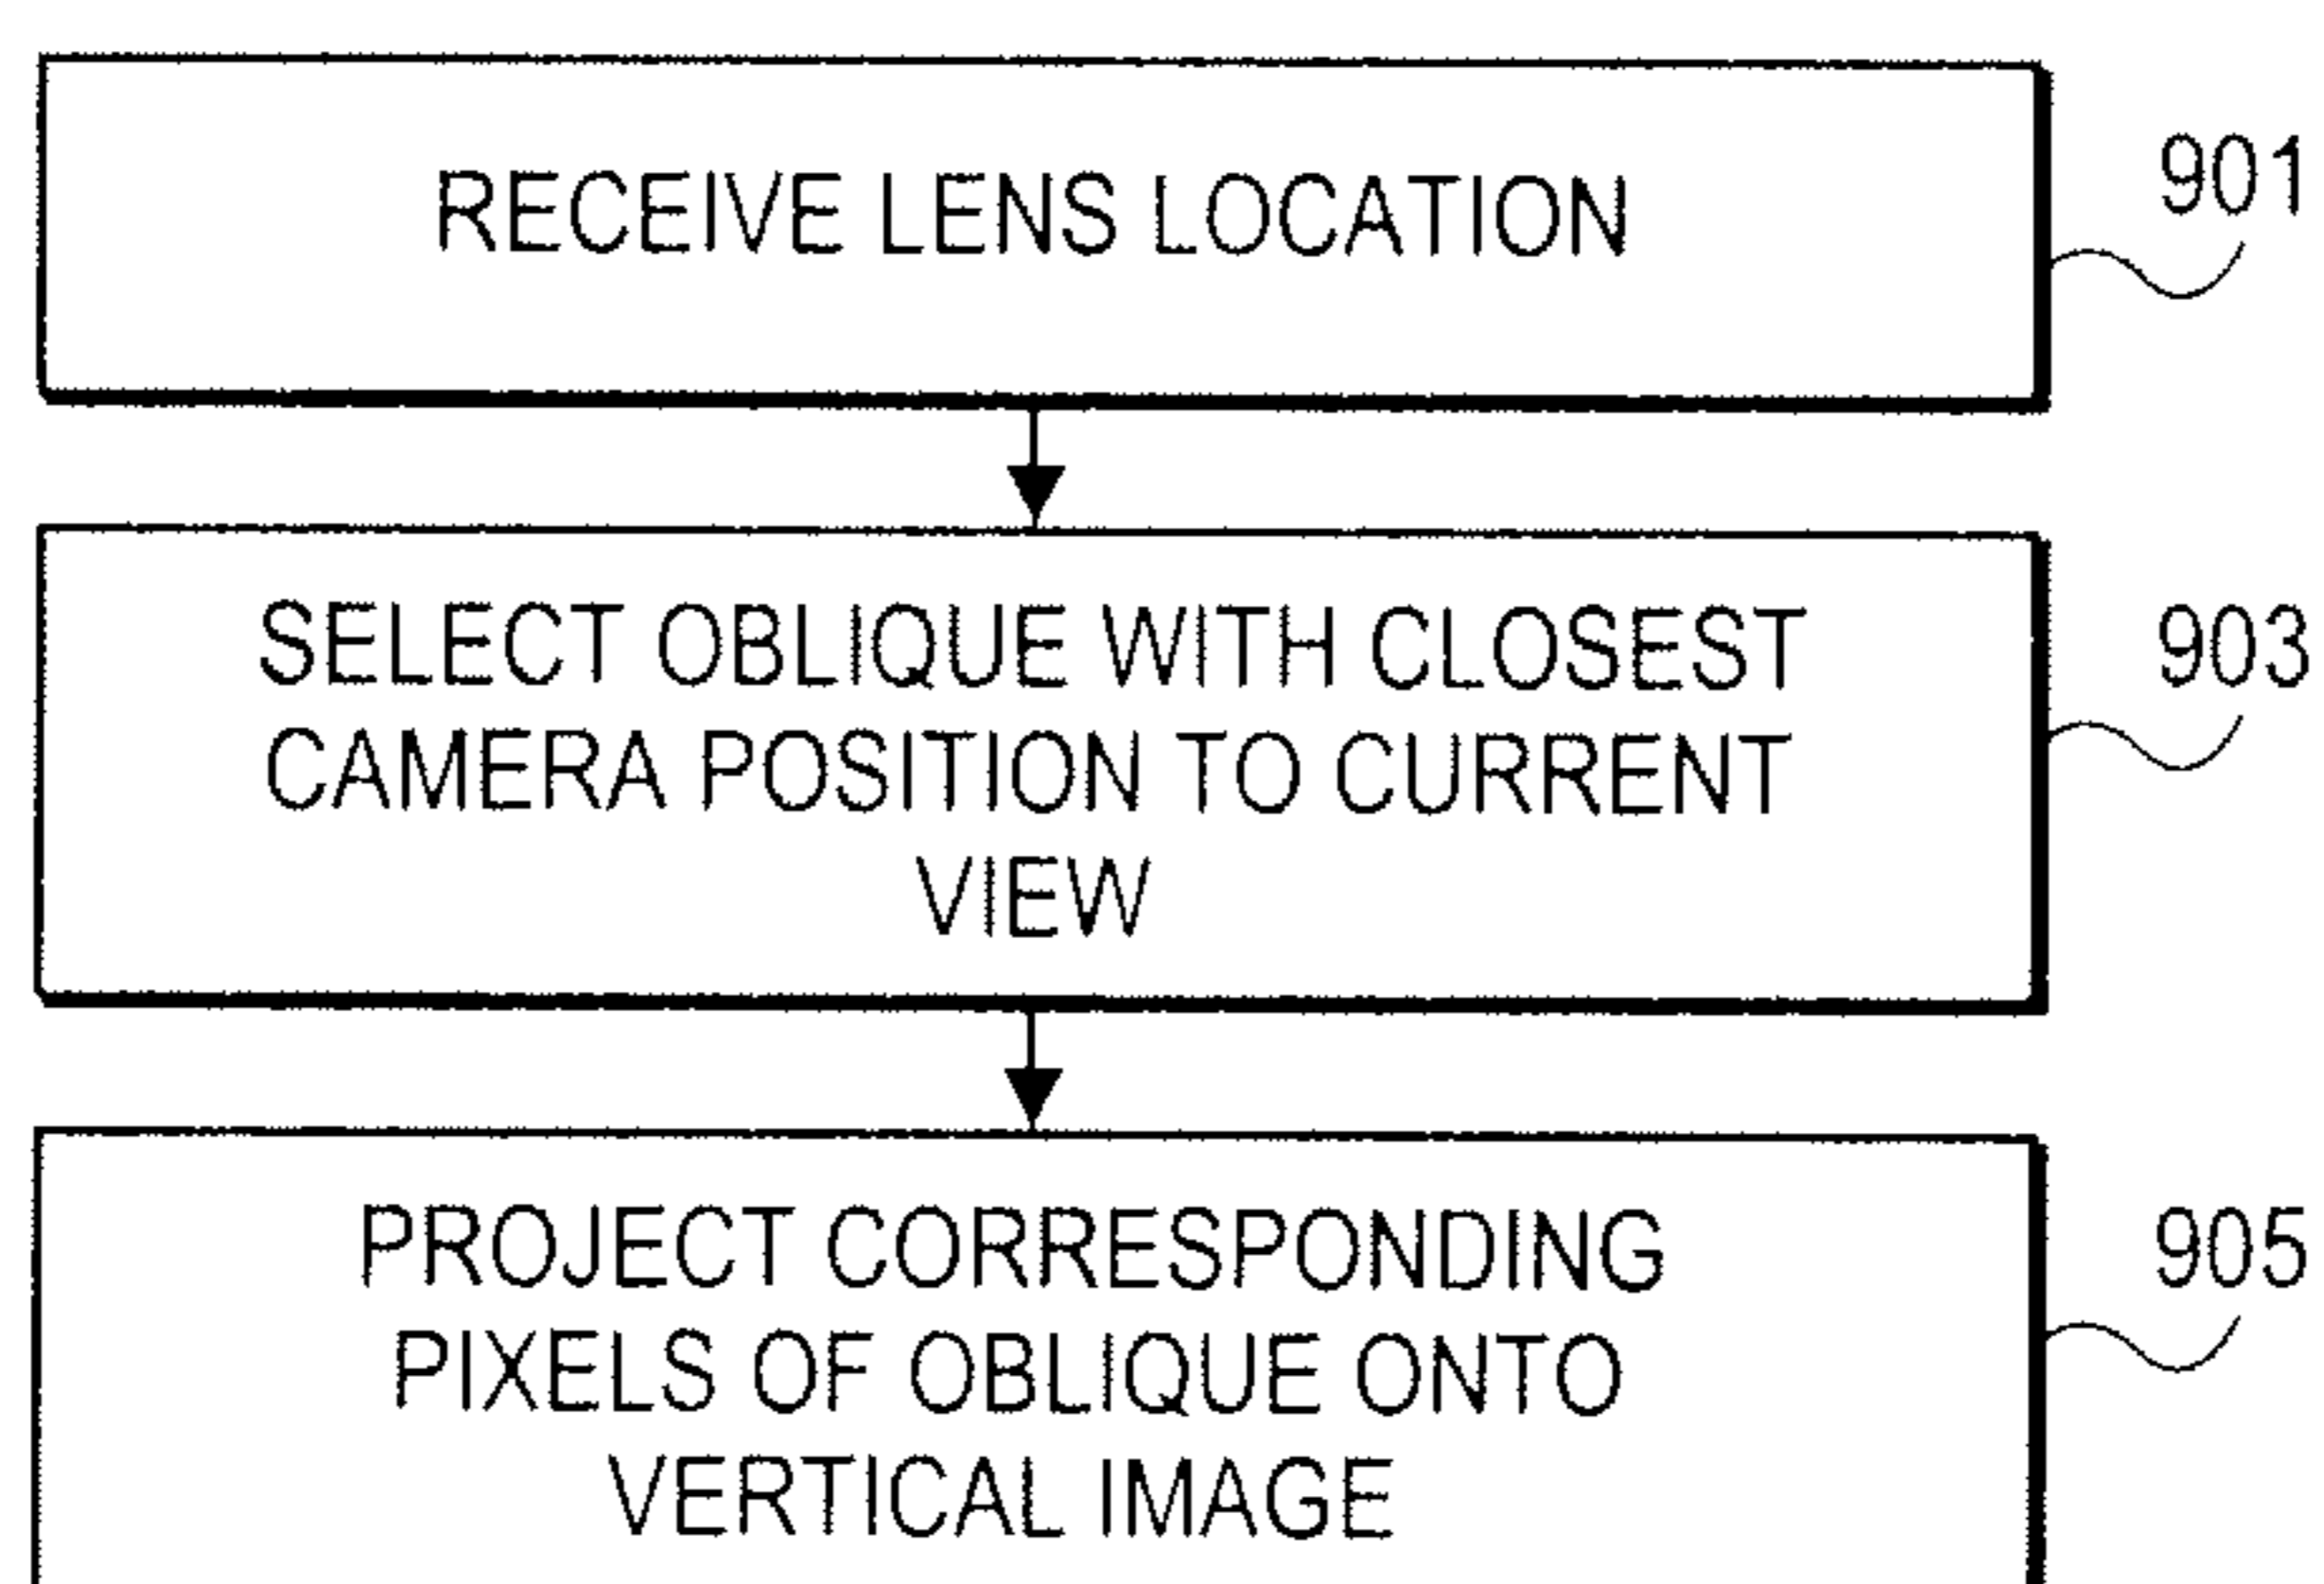 RECEIVE LENS LOCATION
901
SELECT OBLIQUE WITH CLOSEST
CAMERA POSITION TO CURRENT
VIEW
903
PROJECT CORRESPONDING
PIXELS OF OBLIQUE ONTO
VERTICAL IMAGE
905